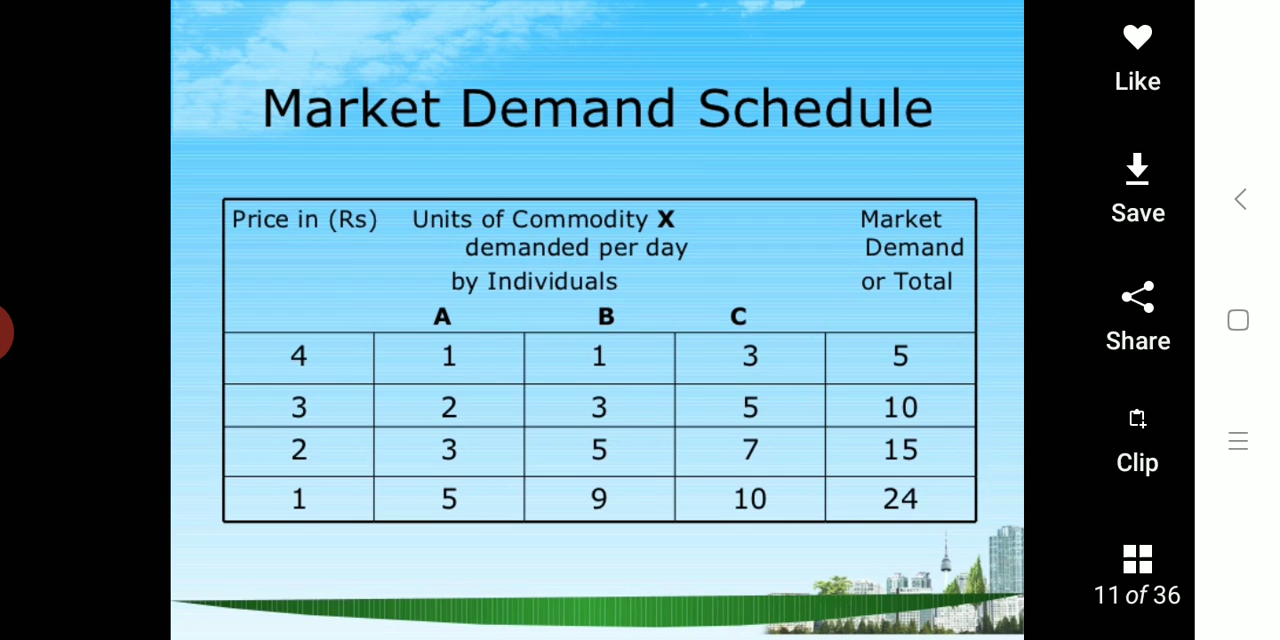 Market Demand Schedule
Price in (Rs) Units of Commodity X Market
demanded per day Demand
by Individuals or Total
A B C
4 1 1 3 5
3 2 3 5 10
2 3 5 7 15
1 5 9 10 24
Like
Save
Share
Clip
11 of 36